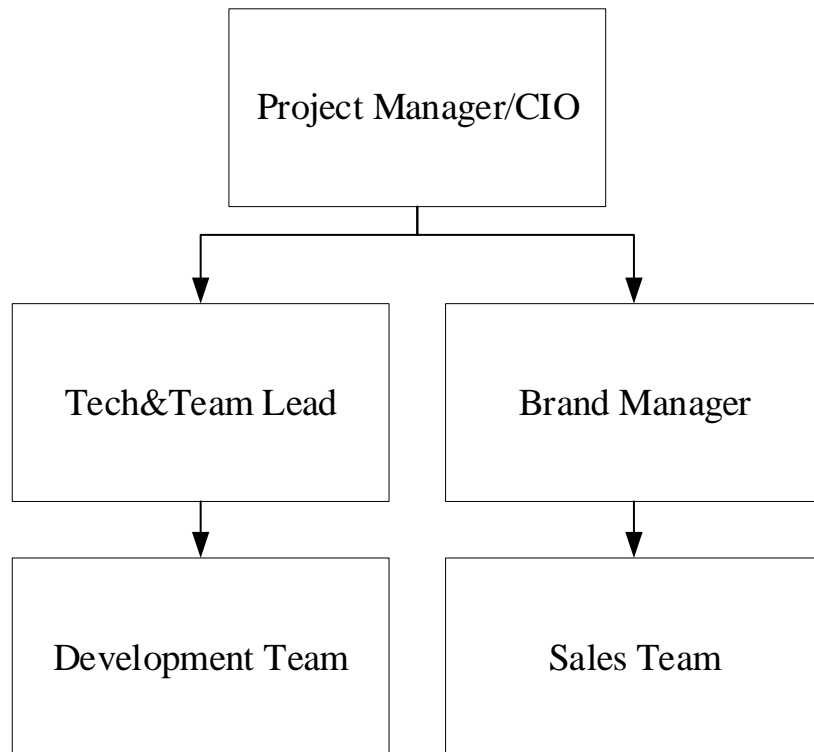 Project Manager/CIO
Tech&Team Lead
Brand Manager
Development Team
Sales Team